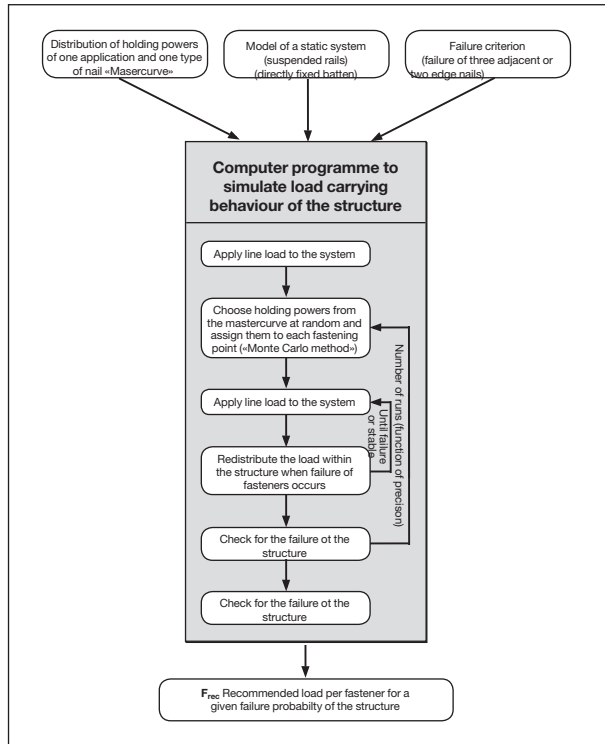 Distribution of holding powers
of one application and one type
of nail «Masercurve»
Model of a static system
(suspended rails)
(directly fixed batten)
Failure criterion
(failure of three adjacent or
two edge nails)
Computer programme to
simulate load carrying
behaviour of the structure
Apply line load to the system
Choose holding powers from
the mastercurve at random and
assign them to each fastening
point («Monte Carlo method»)
Apply line load to the system
Until failure
or stable
Number of runs (function of precison)
Redistribute the load within
the structure when failure of
fasteners occurs
Check for the failure ot the
structure
Check for the failure ot the
structure
Frec Recommended load per fastener for a
given failure probabilty of the structure